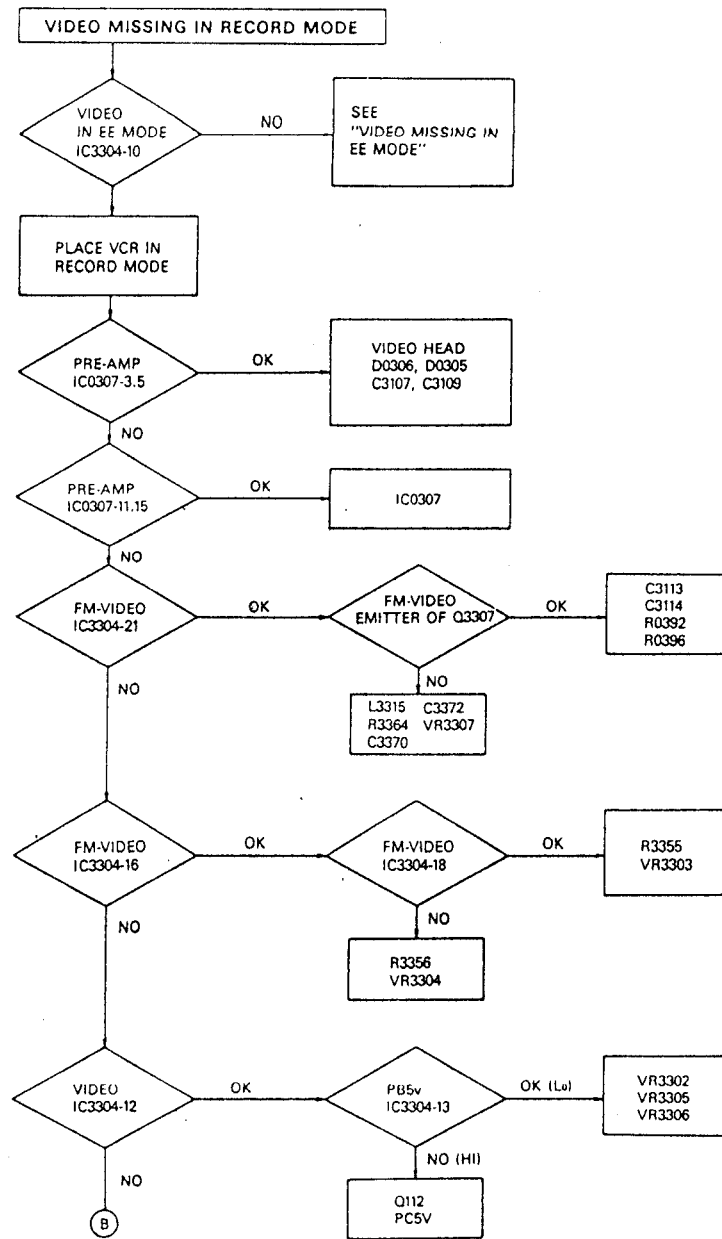 VIDEO MISSING IN RECORD MODE
VIDEO
IN EE MODE
IC3304-10
NO
SEE
"VIDEO MISSING IN
EE MODE"
PLACE VCR IN
RECORD MODE
PRE-AMP
IC0307-3.5
OK
VIDEO HEAD
D0306, D0305
C3107, C3109
NO
PRE-AMP
IC0307-11.15
OK
IC0307
NO
FM-VIDEO
IC3304-21
OK
FM-VIDEO
EMITTER OF Q3307
OK
C3113
C3114
R0392
R0396
NO
NO
L3315 C3372
R3364 VR3307
C3370
FM-VIDEO
IC3304-16
OK
FM-VIDEO
IC3304-18
OK
R3355
VR3303
NO
NO
R3356
VR3304
VIDEO
IC3304-12
OK
PB5v
IC3304-13
OK (Lo)
VR3302
VR3305
VR3306
NO
NO (HI)
Q112
PC5V
B